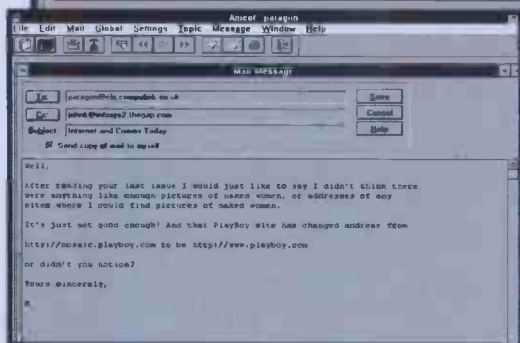 Ameol paragon
File Edit Mail Global Settings Topic Message Window Help
Mail Message
To: paragon@cix.compulink.co.uk
Save
Cc: @infosys2.thegap.com
Cancel
Subject Internet and Comms Today
Help
Send copy of mail to myself
Well,
After reading your last issue I would just like to say I didn't think there
were anything like enough pictures of naked women, or addresses of any
sites where I could find pictures of naked women.
It's just not good enough! And that PlayBoy site has changed address from
http://mosaic.playboy.com to be http://www.playboy.com
or didn't you notice?
Yours sincerely,